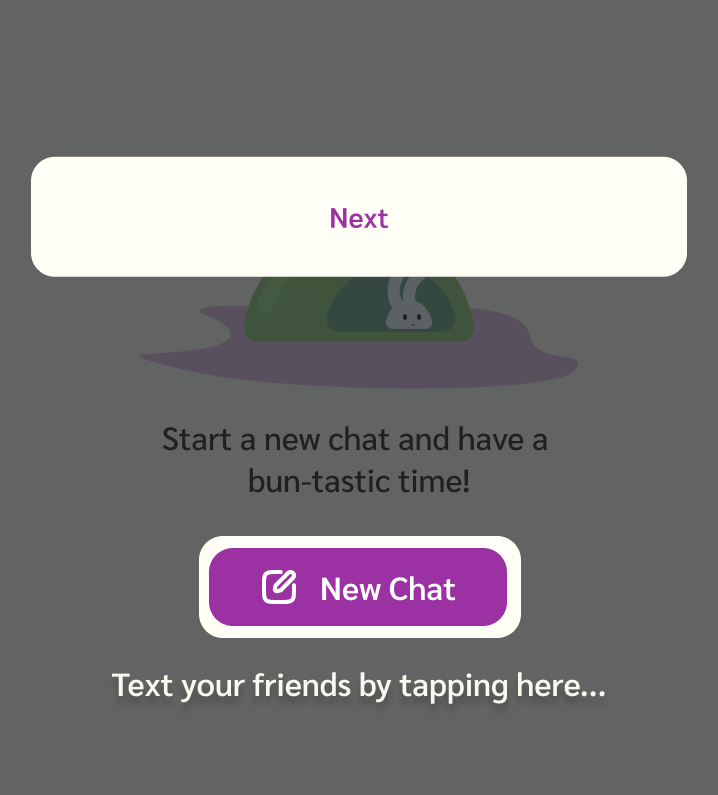 Next
Start a new chat and have a
bun-tastic time!
New Chat
Text your friends by tapping here...